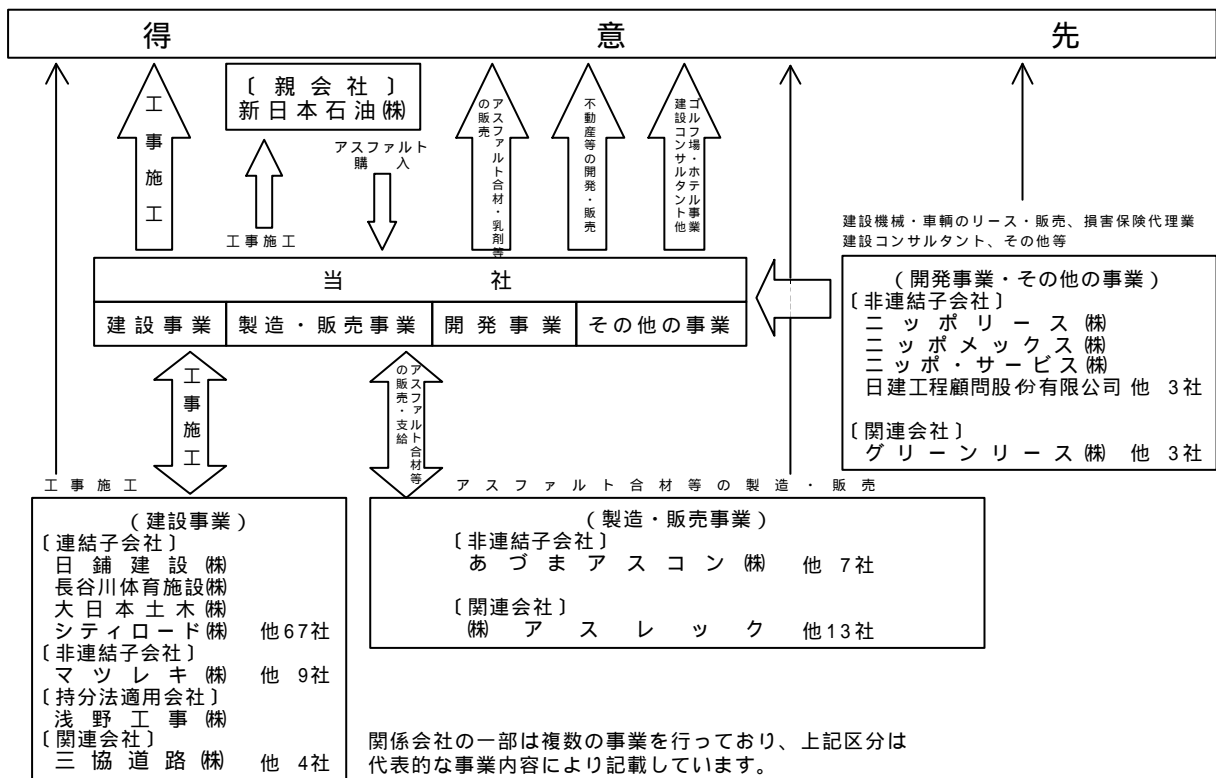 得意先
〔親会社〕
新日本石油㈱
工事施工
工事施工
アスファルト
購入
アスファルト合材・乳剤等
の販売
不動産等の開発・販売
ゴルフ場・ホテル事業
建設コンサルタント他
建設機械・車輌のリース・販売、損害保険代理業
建設コンサルタント、その他等
当社
建設事業 製造・販売事業 開発事業 その他の事業
(開発事業・その他の事業)
〔非連結子会社〕
ニッポリース㈱
ニッポメックス㈱
ニッポ・サービス㈱
日建工程顧問股份有限公司 他 3社
〔関連会社〕
グリーンリース㈱ 他 3社
工事施工
アスファルト合材等
の販売・支給
工事施工
(建設事業)
〔連結子会社〕
日鋪建設㈱
長谷川体育施設㈱
大日本土木㈱
シティロード㈱ 他67社
〔非連結子会社〕
マツレキ㈱ 他 9社
〔持分法適用会社〕
浅野工事㈱
〔関連会社〕
三協道路㈱ 他 4社
アスファルト合材等の製造・販売
(製造・販売事業)
〔非連結子会社〕
あづまアスコン㈱ 他 7社
〔関連会社〕
㈱アスレック 他13社
関係会社の一部は複数の事業を行っており、上記区分は
代表的な事業内容により記載しています。